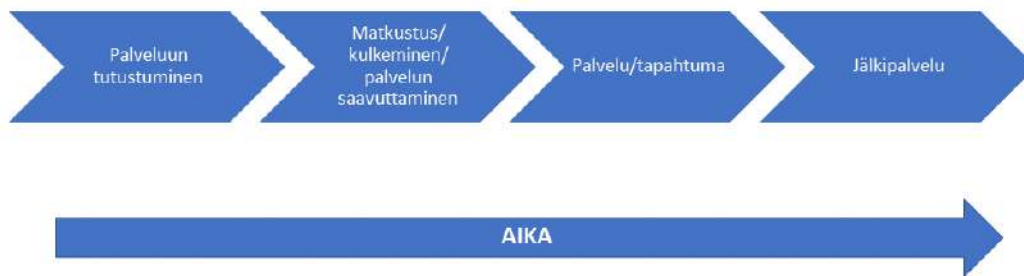 Palveluun
tutustuminen
Matkustus/
kulkeminen/
palvelun
saavuttaminen
Palvelu/tapahtuma
Jälkipalvelu
AIKA